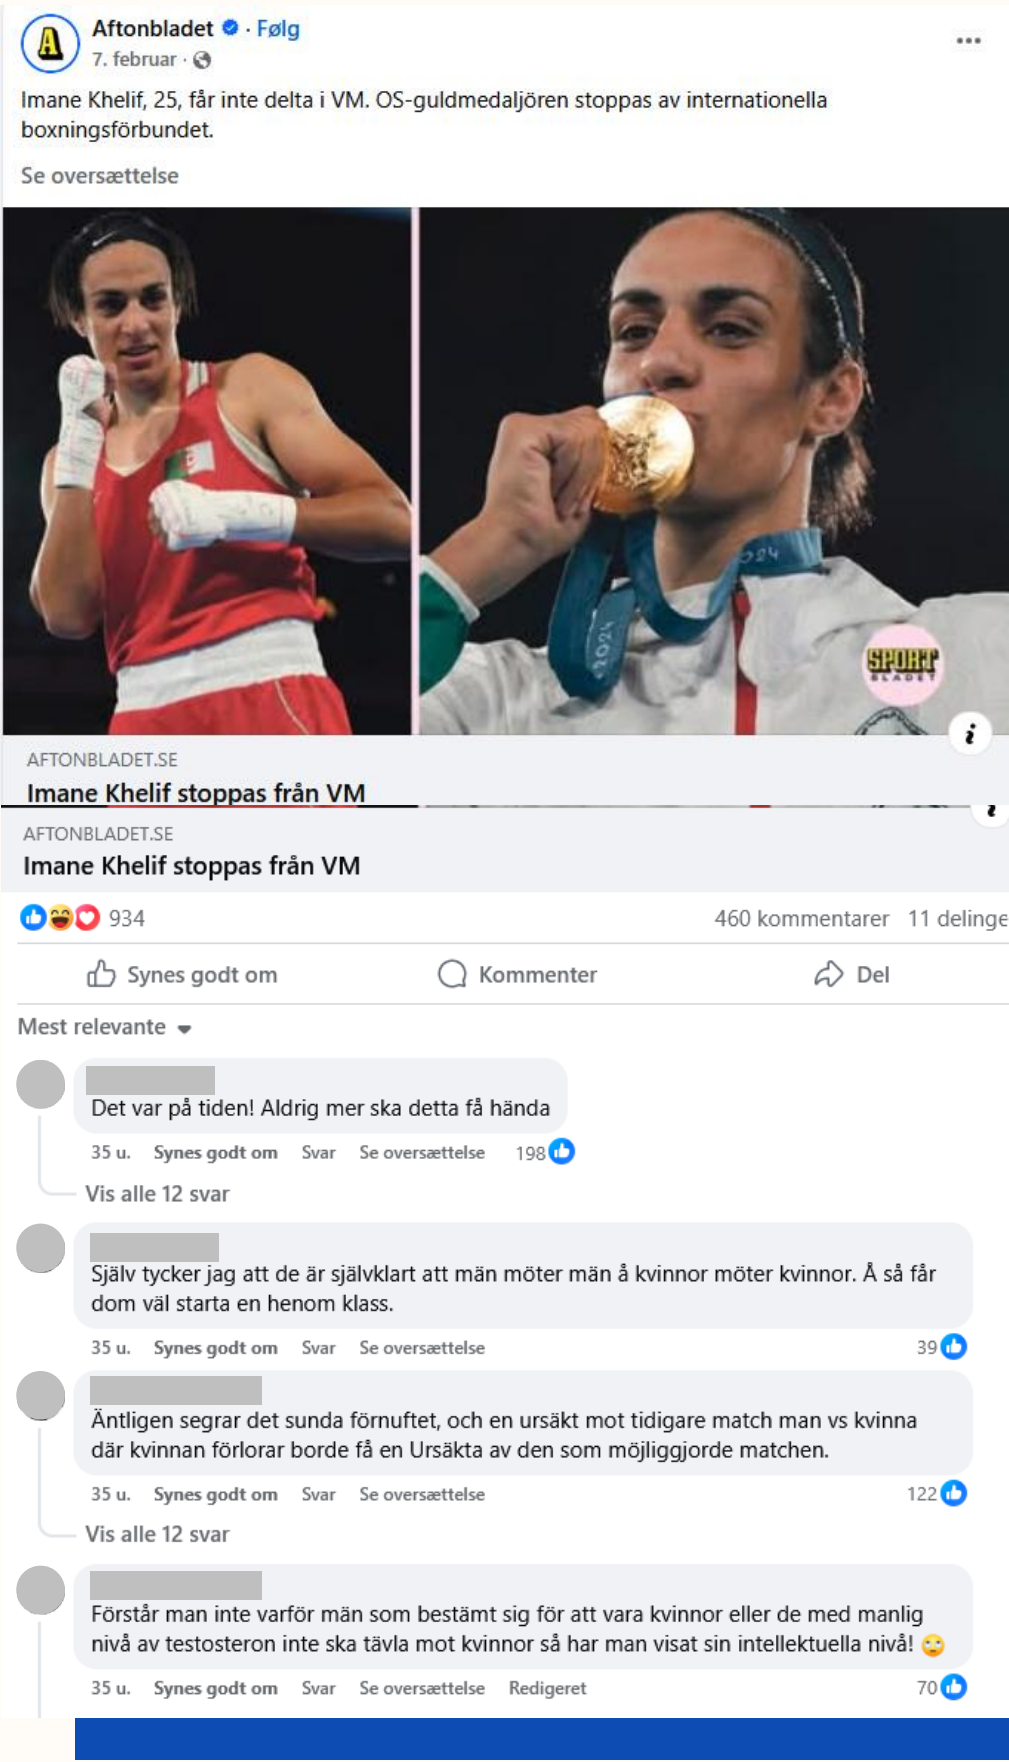 Aftonbladet · Følg
7. februar ·
Imane Khelif, 25, får inte delta i VM. OS-guldmedaljören stoppas av internationella
boxningsförbundet.
Se oversættelse
2024
2024
SPORT
BLADET
AFTONBLADET.SE
Imane Khelif stoppas från VM
AFTONBLADET.SE
Imane Khelif stoppas från VM
934 460 kommentarer 11 delinge
Synes godt om Kommenter Del
Mest relevante
Det var på tiden! Aldrig mer ska detta få hända
35 u. Synes godt om Svar Se oversættelse 198
Vis alle 12 svar
Själv tycker jag att de är självklart att män möter män å kvinnor möter kvinnor. Å så får
dom väl starta en henom klass.
35 u. Synes godt om Svar Se oversættelse 39
Äntligen segrar det sunda förnuftet, och en ursäkt mot tidigare match man vs kvinna
där kvinnan förlorar borde få en Ursäkta av den som möjliggjorde matchen.
35 u. Synes godt om Svar Se oversættelse 122
Vis alle 12 svar
Förstår man inte varför män som bestämt sig för att vara kvinnor eller de med manlig
nivå av testosteron inte ska tävla mot kvinnor så har man visat sin intellektuella nivå! 🙄
35 u. Synes godt om Svar Se oversættelse Redigeret 70